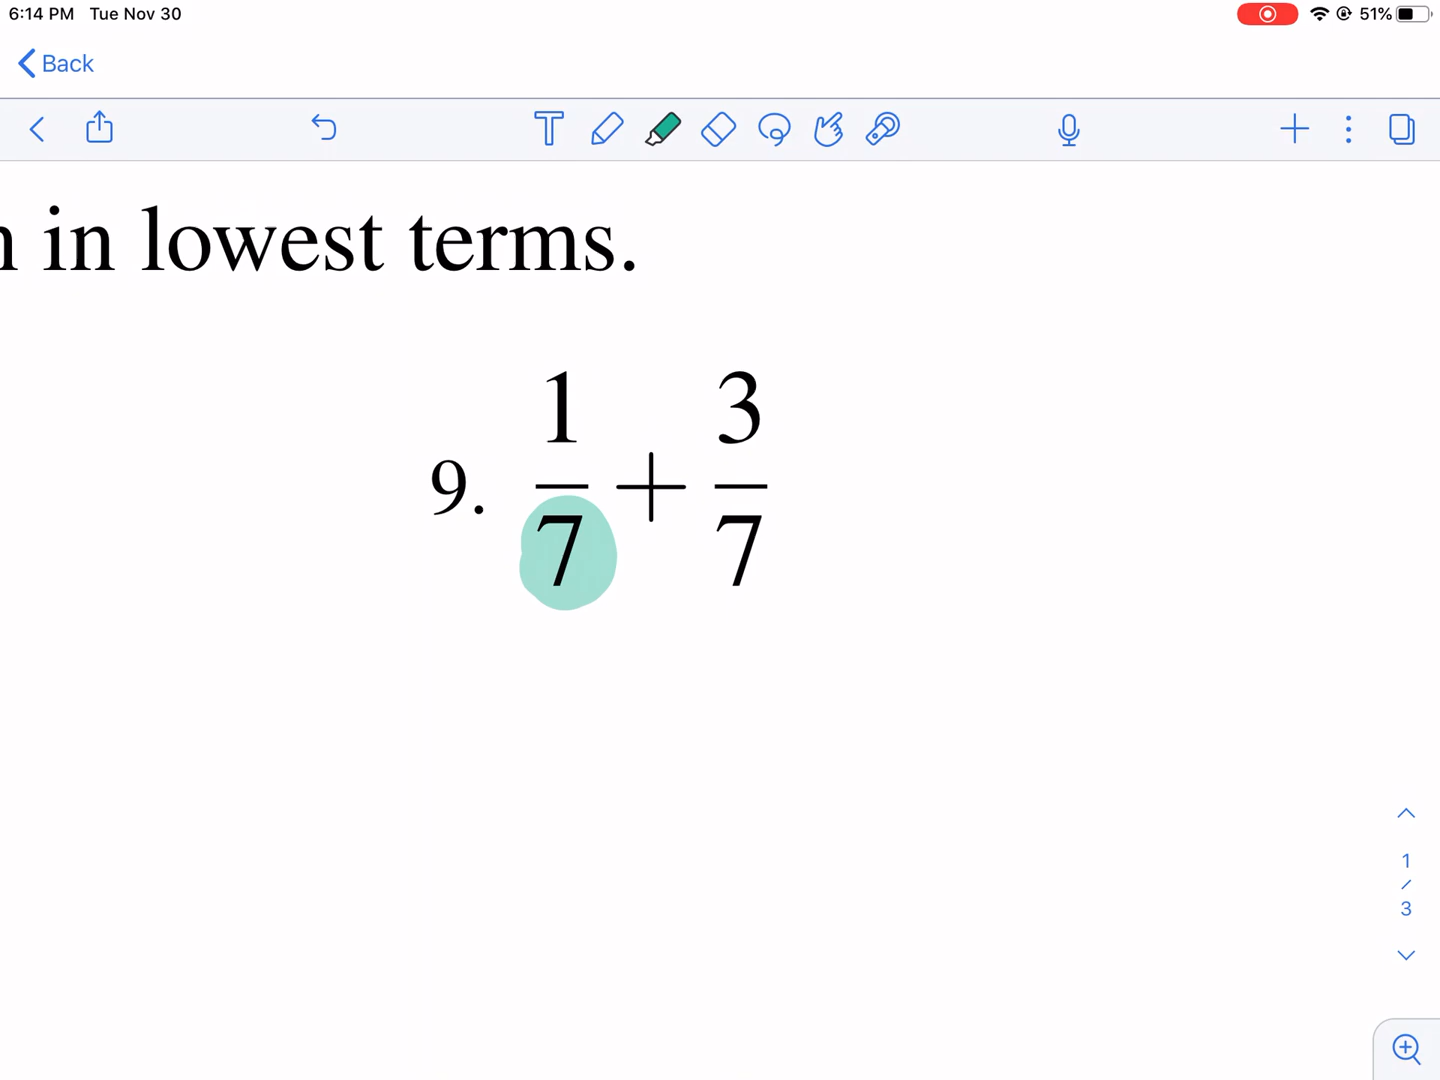 6:14 PM Tue Nov 30
51%
Back
in lowest terms.
9. 1/7 + 3/7
1
/
3